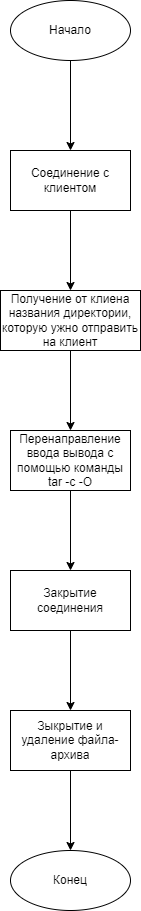 Начало
Соединение с
клиентом
Получение от клиена
названия директории,
которую ужно отправить
на клиент
Перенаправление
ввода вывода с
помощью команды
tar -c -O
Закрытие
соединения
Зыкрытие и
удаление файла-
архива
Конец